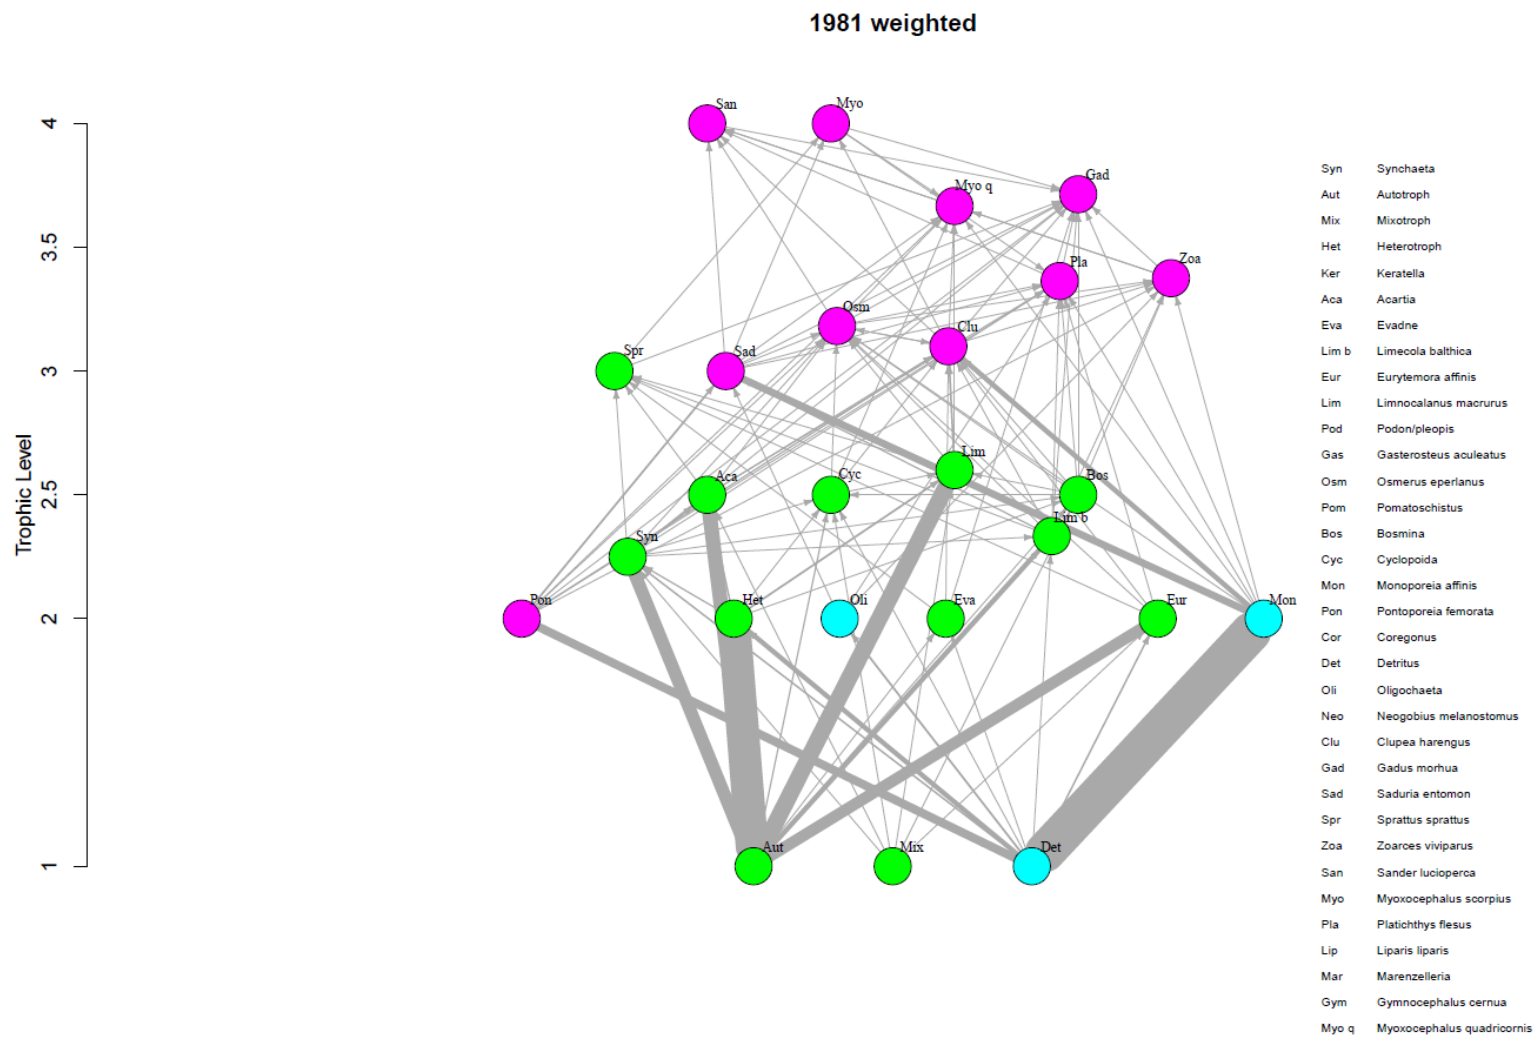 1981 weighted
Trophic Level
4
3.5
3
2.5
2
1
San
Myo
Myo q
Gad
Pla
Zoa
Osm
Clu
Spr
Sad
Lim
Aca
Cyc
Bos
Lim b
Syn
Pon
Het
Oli
Eva
Eur
Mon
Aut
Mix
Det
Syn Synchaeta
Aut Autotroph
Mix Mixotroph
Het Heterotroph
Ker Keratella
Aca Acartia
Eva Evadne
Lim b Limecola balthica
Eur Eurytemora affinis
Lim Limnocalanus macrurus
Pod Podon/pleopis
Gas Gasterosteus aculeatus
Osm Osmerus eperlanus
Pom Pomatoschistus
Bos Bosmina
Cyc Cyclopoida
Mon Monoporeia affinis
Pon Pontoporeia femorata
Cor Coregonus
Det Detritus
Oli Oligochaeta
Neo Neogobius melanostomus
Clu Clupea harengus
Gad Gadus morhua
Sad Saduria entomon
Spr Sprattus sprattus
Zoa Zoarces viviparus
San Sander lucioperca
Myo Myoxocephalus scorpius
Pla Platichthys flesus
Lip Liparis liparis
Mar Marenzelleria
Gym Gymnocephalus cernua
Myo q Myoxocephalus quadricornis